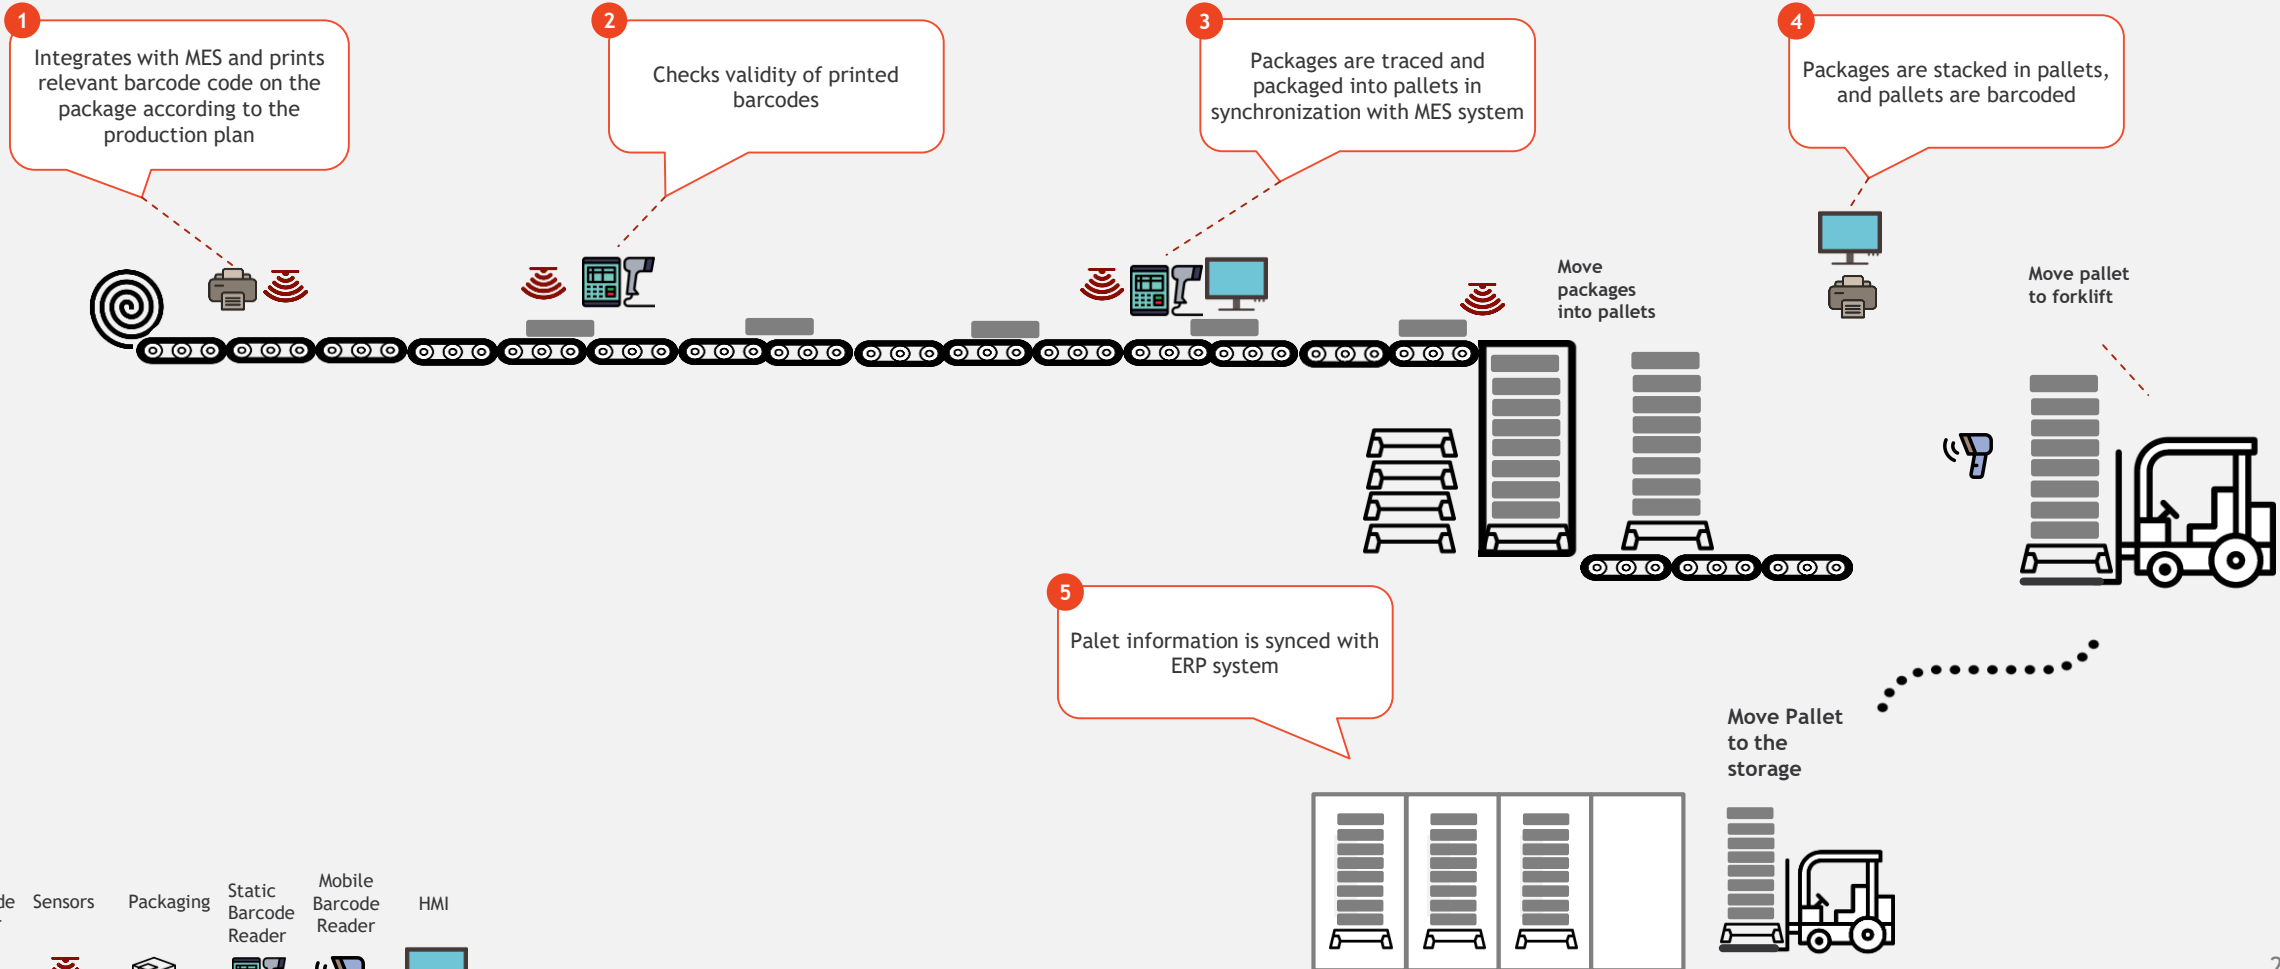 1
Integrates with MES and prints
relevant barcode code on the
package according to the
production plan
2
Checks validity of printed
barcodes
3
Packages are traced and
packaged into pallets in
synchronization with MES system
4
Packages are stacked in pallets,
and pallets are barcoded
Move
packages
into pallets
Move pallet
to forklift
5
Palet information is synced with
ERP system
Move Pallet
to the
storage
Sensors
Packaging
Static
Barcode
Reader
Mobile
Barcode
Reader
HMI